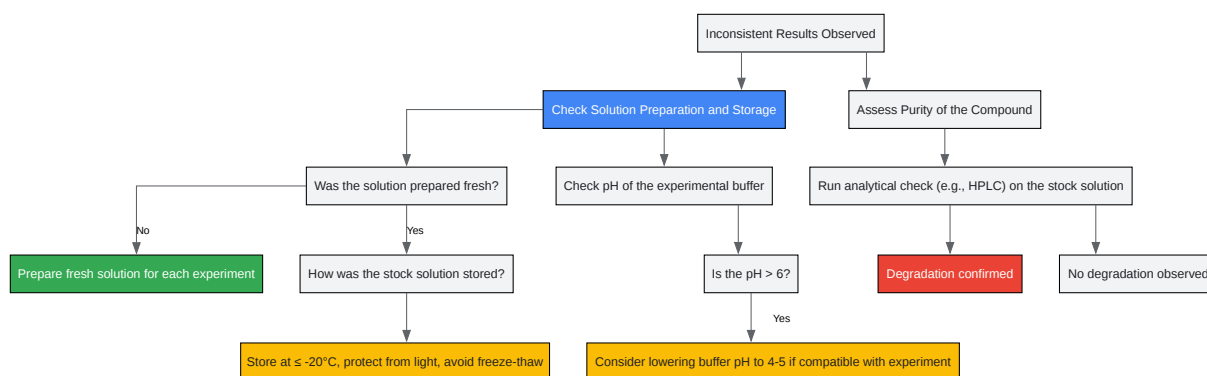 Inconsistent Results Observed
Check Solution Preparation and Storage
Assess Purity of the Compound
Was the solution prepared fresh?
Check pH of the experimental buffer
Run analytical check (e.g., HPLC) on the stock solution
No
Yes
Prepare fresh solution for each experiment
How was the stock solution stored?
Is the pH > 6?
Degradation confirmed
No degradation observed
Yes
Store at ≤ -20°C, protect from light, avoid freeze-thaw
Consider lowering buffer pH to 4-5 if compatible with experiment